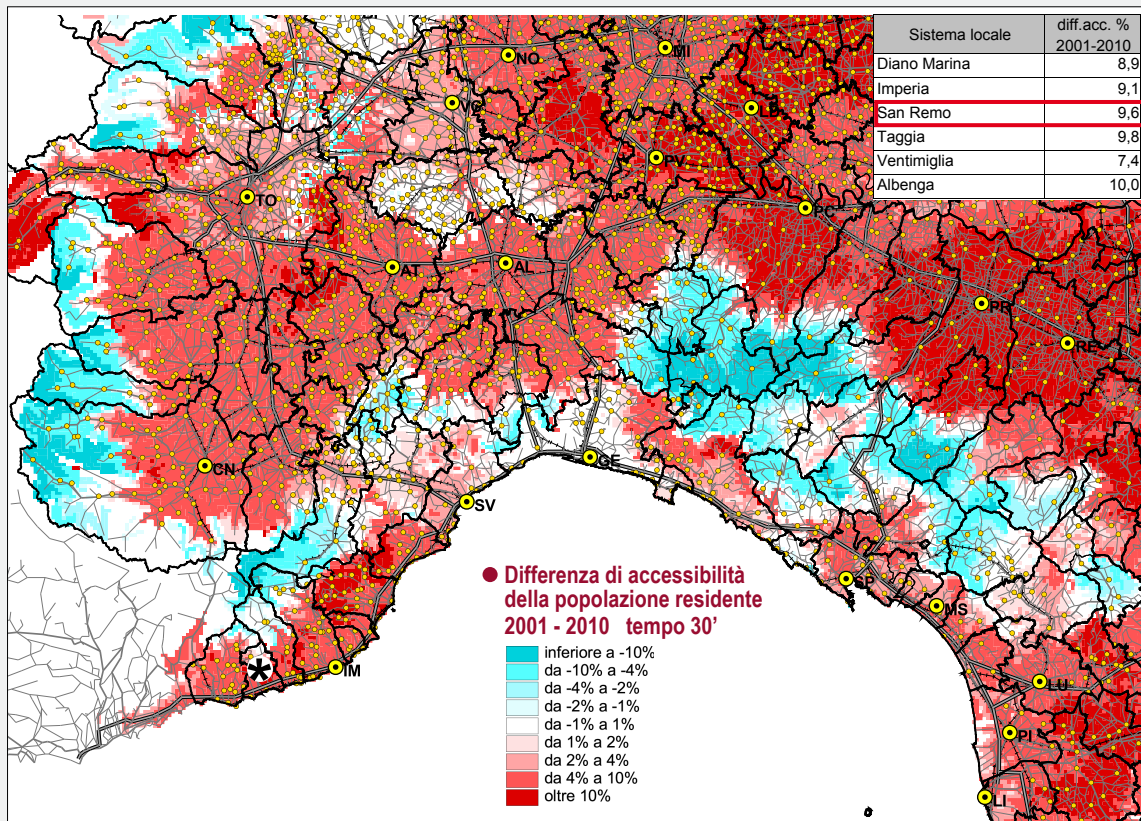 Sistema locale
diff.acc. %
2001-2010
Diano Marina 8,9
Imperia 9,1
San Remo 9,6
Taggia 9,8
Ventimiglia 7,4
Albenga 10,0
MI
NO
VC
LD
PV
TO
PC
AT
AL
PR
RE
CN
GE
SV
SP
MS
IM
*
LU
PI
LI
● Differenza di accessibilità
della popolazione residente
2001 - 2010 tempo 30’
inferiore a -10%
da -10% a -4%
da -4% a -2%
da -2% a -1%
da -1% a 1%
da 1% a 2%
da 2% a 4%
da 4% a 10%
oltre 10%